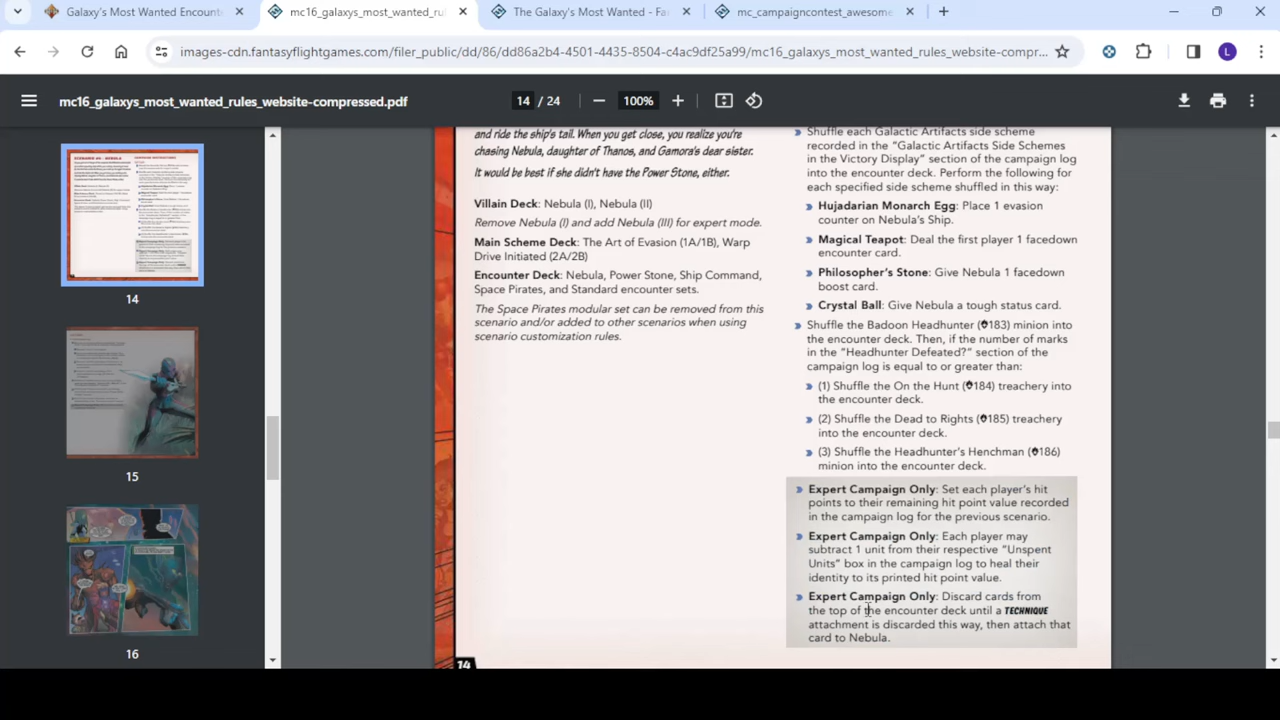 Galaxy's Most Wanted Encount
mc16_galaxys_most_wanted_rul
The Galaxy's Most Wanted - Fa
mc_campaigncontest_awesome
images-cdn.fantasyflightgames.com/filer_public/dd/86/dd86a2b4-4501-4435-8504-c4ac9df25a99/mc16_galaxys_most_wanted_rules_website-compr...
L
mc16_galaxys_most_wanted_rules_website-compressed.pdf
14 / 24
100%
14
15
16
and ride the ship's tail. When you get close, you realize you're
chasing Nebula, daughter of Thanos, and Gamora's dear sister.
It would be best if didn't have the Power Stone, either.
Villain Deck: Nebula (I), Nebula (II)
Remove Nebula (I) and add Nebula (III) for expert mode.
Main Scheme Deck: The Art of Evasion (1A/1B), Warp
Drive Initiated (2A/2B)
Encounter Deck: Nebula, Power Stone, Ship Command,
Space Pirates, and Standard encounter sets.
The Space Pirates modular set can be removed from this
scenario and/or added to other scenarios when using
scenario customization rules.
14
Shuffle each Galactic Artifacts side scheme
recorded in the "Galactic Artifacts Side Schemes
in the Victory Display" section of the campaign log
into the encounter deck. Perform the following for
each specified side scheme shuffled in this way:
Inadarian Monarch Egg: Place 1 evasion
counter on Nebula's Ship.
Magical Teapot: Deal the first player 1 facedown
encounter card.
Philosopher's Stone: Give Nebula 1 facedown
boost card.
Crystal Ball: Give Nebula a tough status card.
Shuffle the Badoon Headhunter (183) minion into
the encounter deck. Then, if the number of marks
in the "Headhunter Defeated?" section of the
campaign log is equal to or greater than:
(1) Shuffle the On the Hunt (184) treachery into
the encounter deck.
(2) Shuffle the Dead to Rights (185) treachery
into the encounter deck.
(3) Shuffle the Headhunter's Henchman (186)
minion into the encounter deck.
Expert Campaign Only: Set each player's hit
points to their remaining hit point value recorded
in the campaign log for the previous scenario.
Expert Campaign Only: Each player may
subtract 1 unit from their respective "Unspent
Units" box in the campaign log to heal their
identity to its printed hit point value.
Expert Campaign Only: Discard cards from
the top of the encounter deck until a TECHNIQUE
attachment is discarded this way, then attach that
card to Nebula.